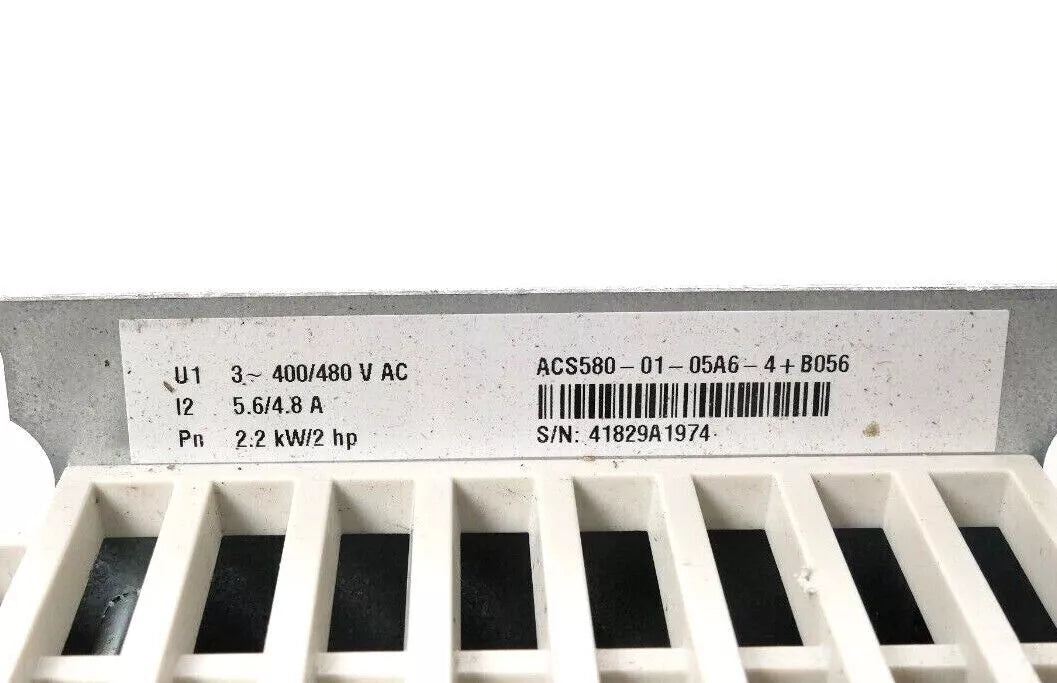 U1 3~ 400/480 V AC
I2 5.6/4.8 A
Pn 2.2 kW/2 hp
ACS580-01-05A6-4+B056
S/N: 41829A1974